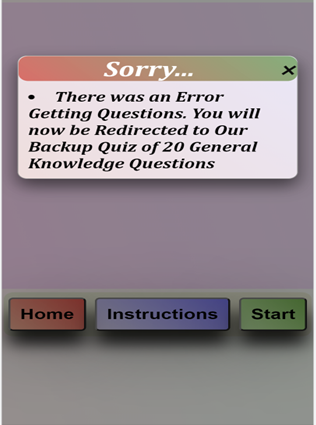 Sorry...
×
• There was an Error
Getting Questions. You will
now be Redirected to Our
Backup Quiz of 20 General
Knowledge Questions
Home Instructions Start